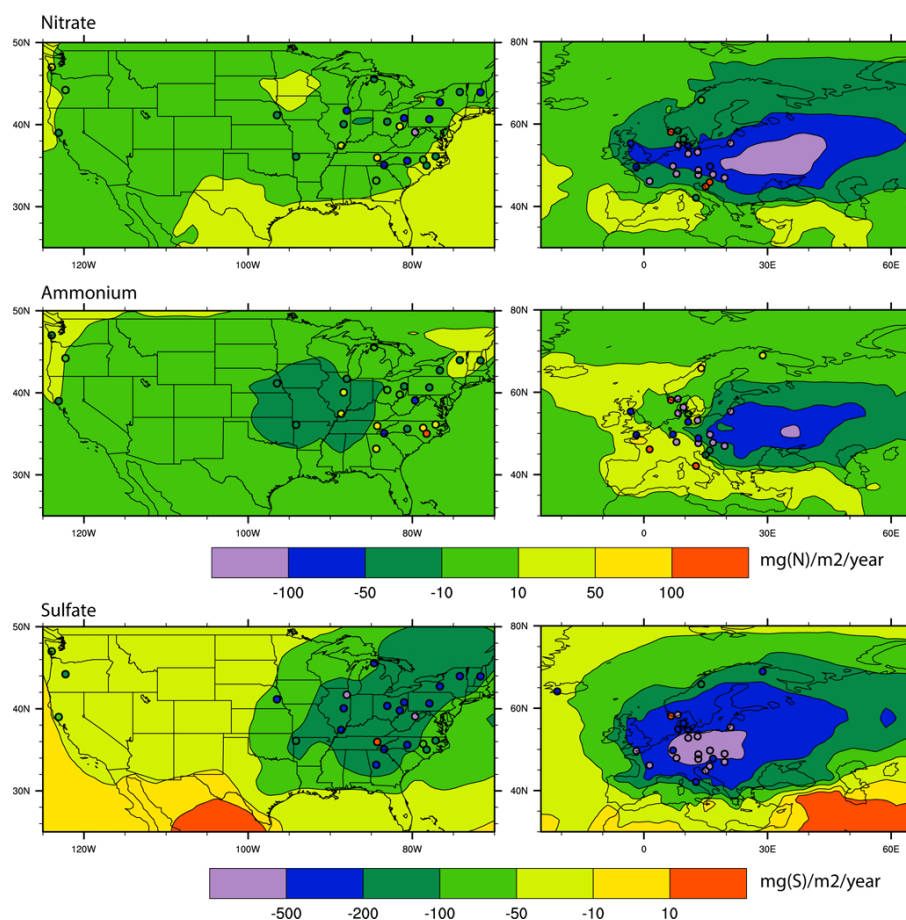 Nitrate
50N
40N
30N
120W 100W 80W
80N
60N
40N
0 30E 60E
Ammonium
50N
40N
30N
120W 100W 80W
80N
60N
40N
0 30E 60E
mg(N)/m2/year
-100 -50 -10 10 50 100
Sulfate
50N
40N
30N
120W 100W 80W
80N
60N
40N
0 30E 60E
mg(S)/m2/year
-500 -200 -100 -50 -10 10